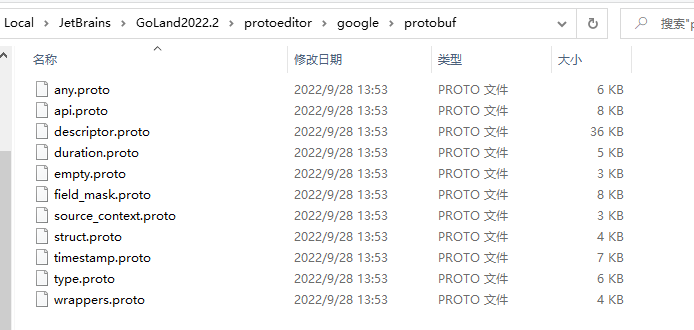 Local > JetBrains > GoLand2022.2 > protoeditor > google > protobuf
搜索"p
名称 修改日期 类型 大小
any.proto 2022/9/28 13:53 PROTO 文件 6 KB
api.proto 2022/9/28 13:53 PROTO 文件 8 KB
descriptor.proto 2022/9/28 13:53 PROTO 文件 36 KB
duration.proto 2022/9/28 13:53 PROTO 文件 5 KB
empty.proto 2022/9/28 13:53 PROTO 文件 3 KB
field_mask.proto 2022/9/28 13:53 PROTO 文件 8 KB
source_context.proto 2022/9/28 13:53 PROTO 文件 3 KB
struct.proto 2022/9/28 13:53 PROTO 文件 4 KB
timestamp.proto 2022/9/28 13:53 PROTO 文件 7 KB
type.proto 2022/9/28 13:53 PROTO 文件 6 KB
wrappers.proto 2022/9/28 13:53 PROTO 文件 4 KB